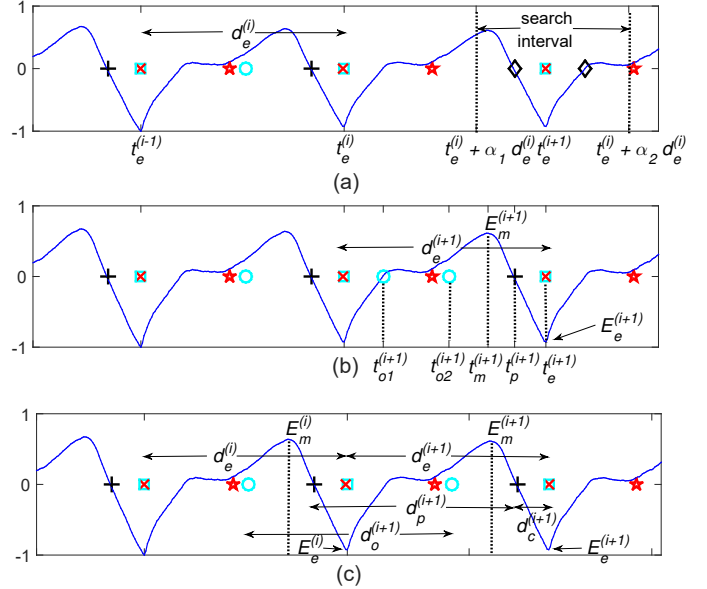 1
d_e^(i)
search
interval
0
-1
t_e^(i-1)
t_e^(i)
t_e^(i) + α_1 d_e^(i)
t_e^(i+1)
t_e^(i) + α_2 d_e^(i)
(a)
1
E_m^(i+1)
d_e^(i+1)
0
E_e^(i+1)
-1
t_o1^(i+1)
t_o2^(i+1)
t_m^(i+1)
t_p^(i+1)
t_e^(i+1)
(b)
1
E_m^(i)
E_m^(i+1)
d_e^(i)
d_e^(i+1)
0
d_p^(i+1)
d_c^(i+1)
d_o^(i+1)
E_e^(i)
E_e^(i+1)
-1
(c)